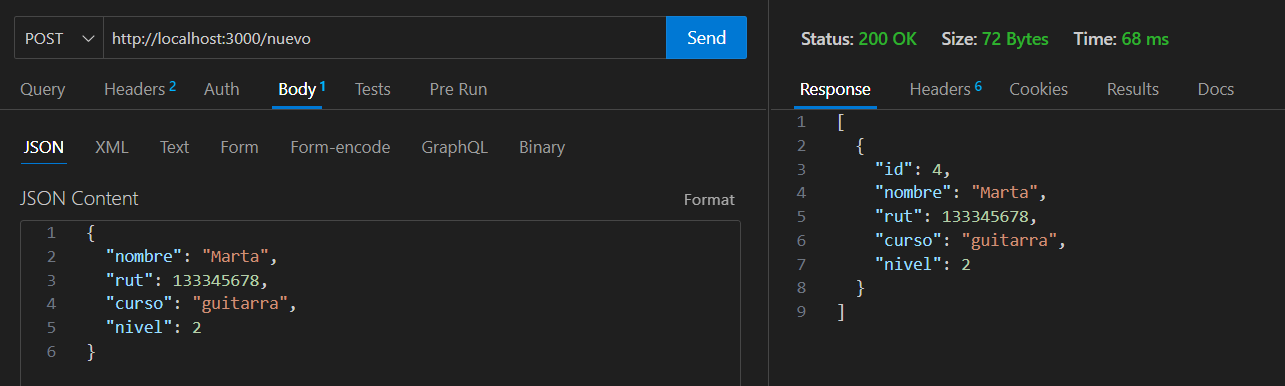 POST http://localhost:3000/nuevo Send
Query Headers 2 Auth Body 1 Tests Pre Run
JSON XML Text Form Form-encode GraphQL Binary
JSON Content Format
1 {
2 "nombre": "Marta",
3 "rut": 133345678,
4 "curso": "guitarra",
5 "nivel": 2
6 }
Status: 200 OK Size: 72 Bytes Time: 68 ms
Response Headers 6 Cookies Results Docs
1 [
2 {
3 "id": 4,
4 "nombre": "Marta",
5 "rut": 133345678,
6 "curso": "guitarra",
7 "nivel": 2
8 }
9 ]